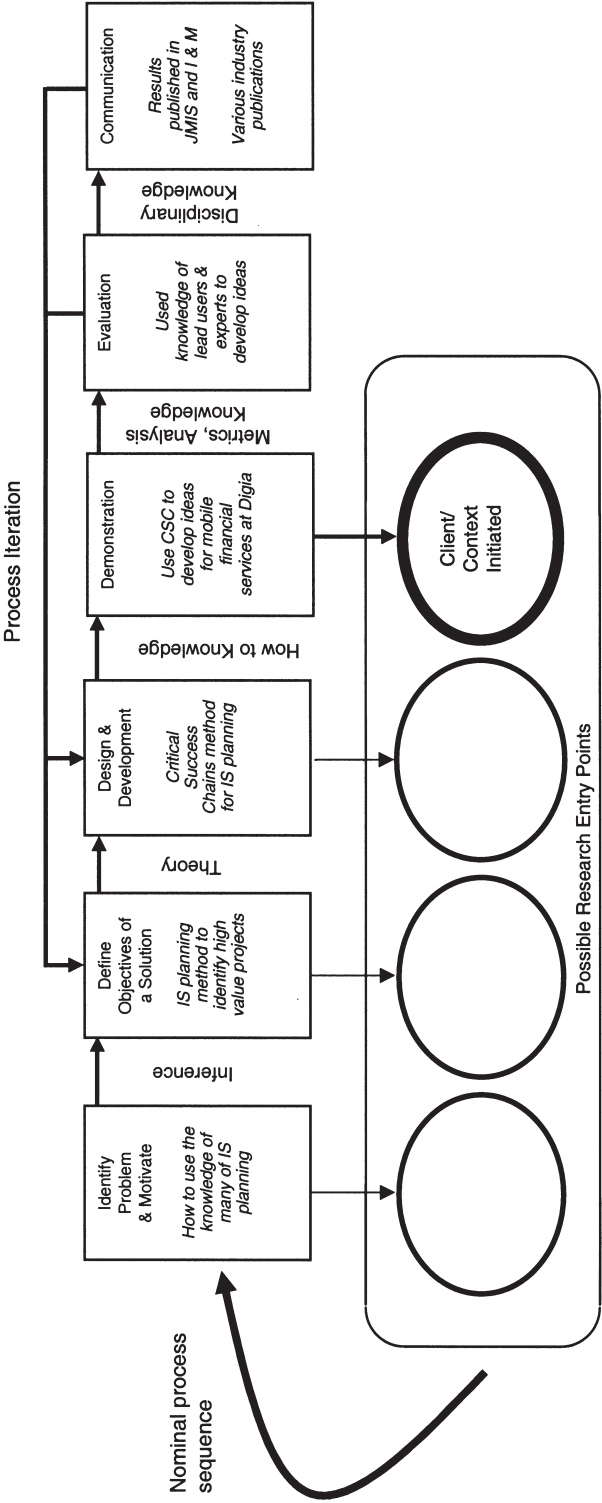 Process Iteration
Identify
Problem
& Motivate
How to use the
knowledge of
many of IS
planning
Inference
Define
Objectives of
a Solution
IS planning
method to
identify high
value projects
Theory
Design &
Development
Critical
Success
Chains method
for IS planning
How to Knowledge
Demonstration
Use CSC to
develop ideas
for mobile
financial
services at Digia
Metrics, Analysis
Knowledge
Evaluation
Used
knowledge of
lead users &
experts to
develop ideas
Disciplinary
Knowledge
Communication
Results
published in
JMIS and I & M
Various industry
publications
Nominal process
sequence
Client/
Context
Initiated
Possible Research Entry Points